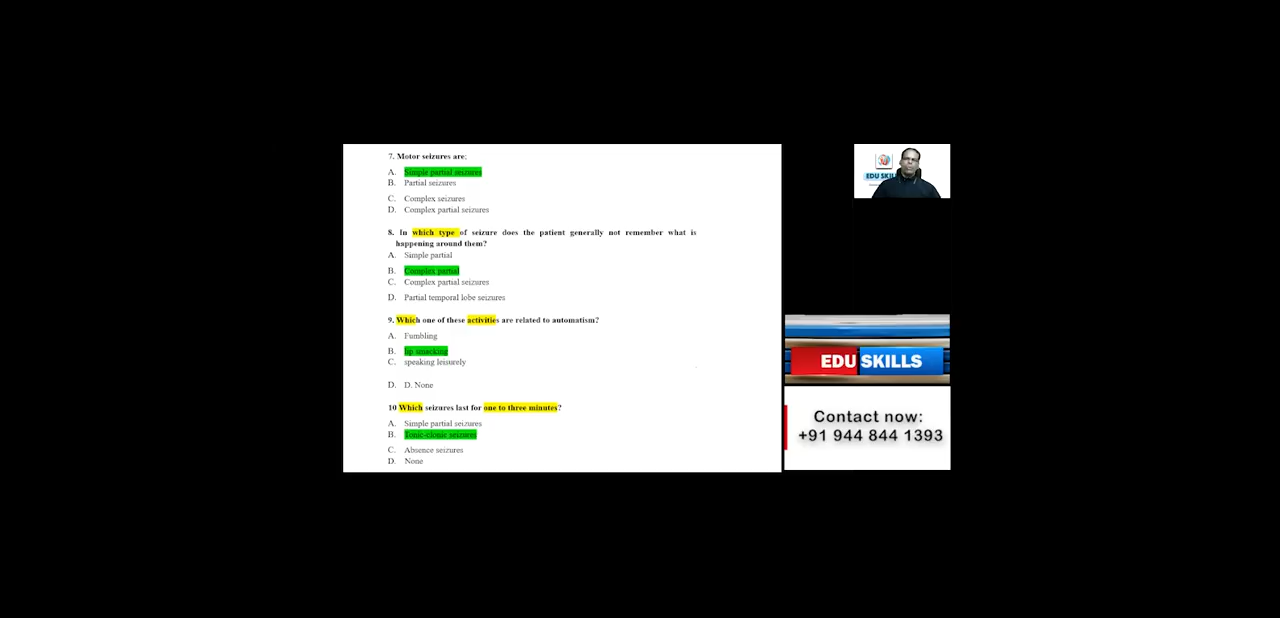 7. Motor seizures are:
A. Simple partial seizures
B. Partial seizures
C. Complex seizures
D. Complex partial seizures
8. In which type of seizure does the patient generally not remember what is
happening around them?
A. Simple partial
B. Complex partial
C. Complex partial seizures
D. Partial temporal lobe seizures
9. Which one of these activities are related to automatism?
A. Fumbling
B. lip smacking
C. speaking leisurely
D. D. None
10 Which seizures last for one to three minutes?
A. Simple partial seizures
B. Tonic-clonic seizures
C. Absence seizures
D. None
EDU SKIL
EDU SKILLS
Contact now:
+91 944 844 1393